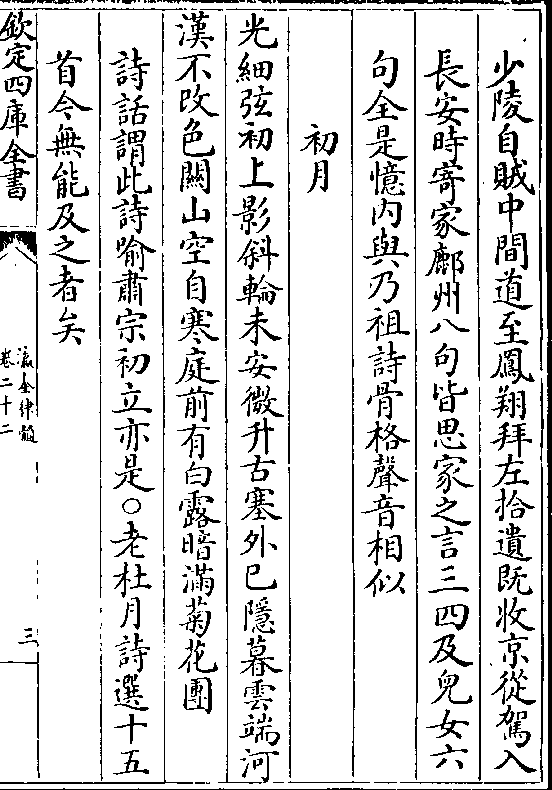 少陵自賊中間道至鳳翔拜左拾遺既收京從駕入
長安時寄家鄜州八句皆思家之言三四及兒女六
句全是憶内與乃祖詩骨格聲音相似
初月
光細弦初上影斜輪未安微升古塞外已隱暮雲端河
漢不改色關山空自寒庭前有白露暗滿菊花團
詩話謂此詩喻肅宗初立亦是○老杜月詩選十五
首今無能及之者矣
欽定四庫全書
瀛奎律髓
卷二十二
三